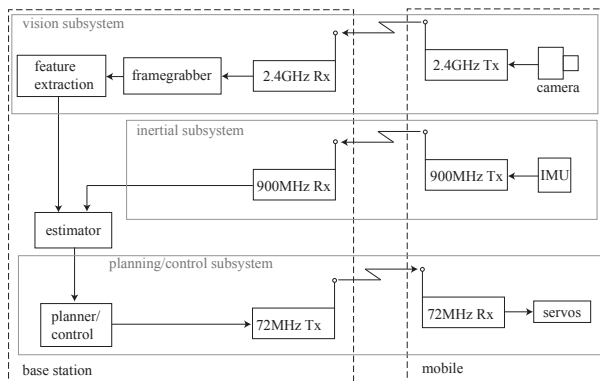 vision subsystem
feature
extraction
framegrabber
2.4GHz Rx
2.4GHz Tx
camera
inertial subsystem
900MHz Rx
900MHz Tx
IMU
estimator
planning/control subsystem
planner/
control
72MHz Tx
72MHz Rx
servos
base station
mobile